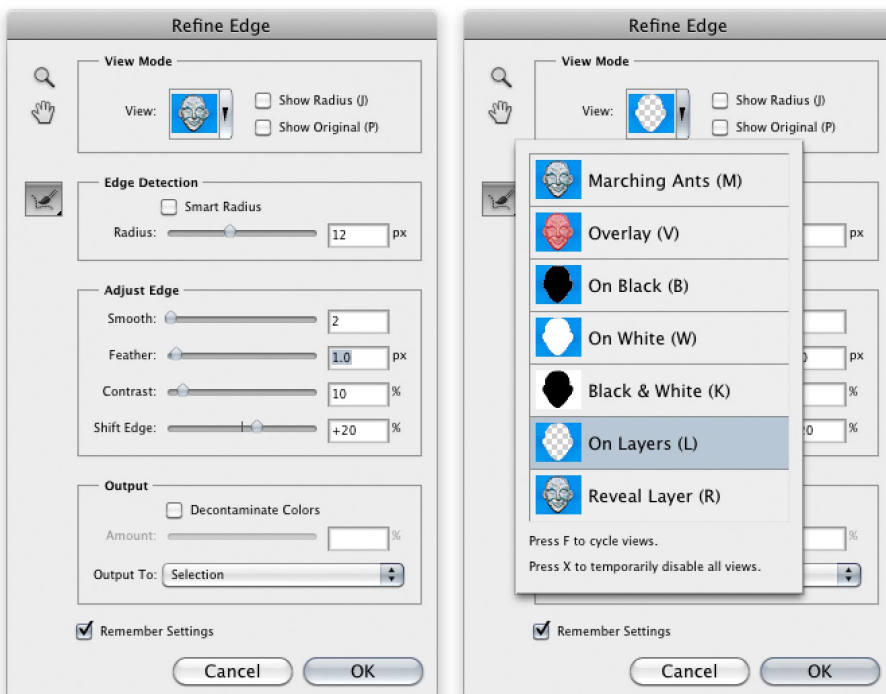 Refine Edge
View Mode
View:
Show Radius (J)
Show Original (P)
Edge Detection
Smart Radius
Radius: 12 px
Adjust Edge
Smooth: 2
Feather: 1.0 px
Contrast: 10 %
Shift Edge: +20 %
Output
Decontaminate Colors
Amount: %
Output To: Selection
Remember Settings
Cancel OK
Refine Edge
View Mode
View:
Show Radius (J)
Show Original (P)
Marching Ants (M)
Overlay (V)
px
On Black (B)
On White (W)
px
Black & White (K)
%
On Layers (L)
%
Reveal Layer (R)
Press F to cycle views.
%
Press X to temporarily disable all views.
Remember Settings
Cancel OK